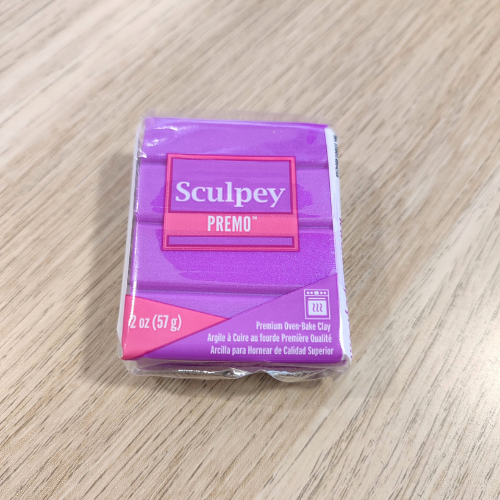 Sculpey
PREMO™
2 oz (57 g)
Premium Oven-Bake Clay
Argile à Cuire au fourde Première Qualité
Arcilla para Hornear de Calidad Superior